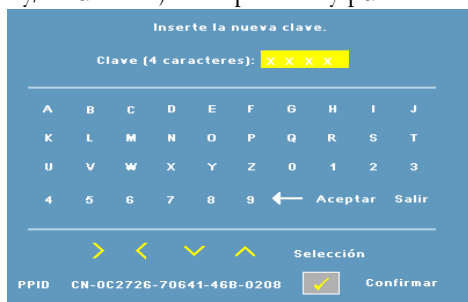 Inserte la nueva clave.
Clave (4 caracteres): X X X X
A B C D E F G H I J
K L M N O P Q R S T
U V W X Y Z 0 1 2 3
4 5 6 7 8 9 ← Aceptar Salir
Selección
PPID CN-0C2726-70641-46B-0208 ✓ Confirmar